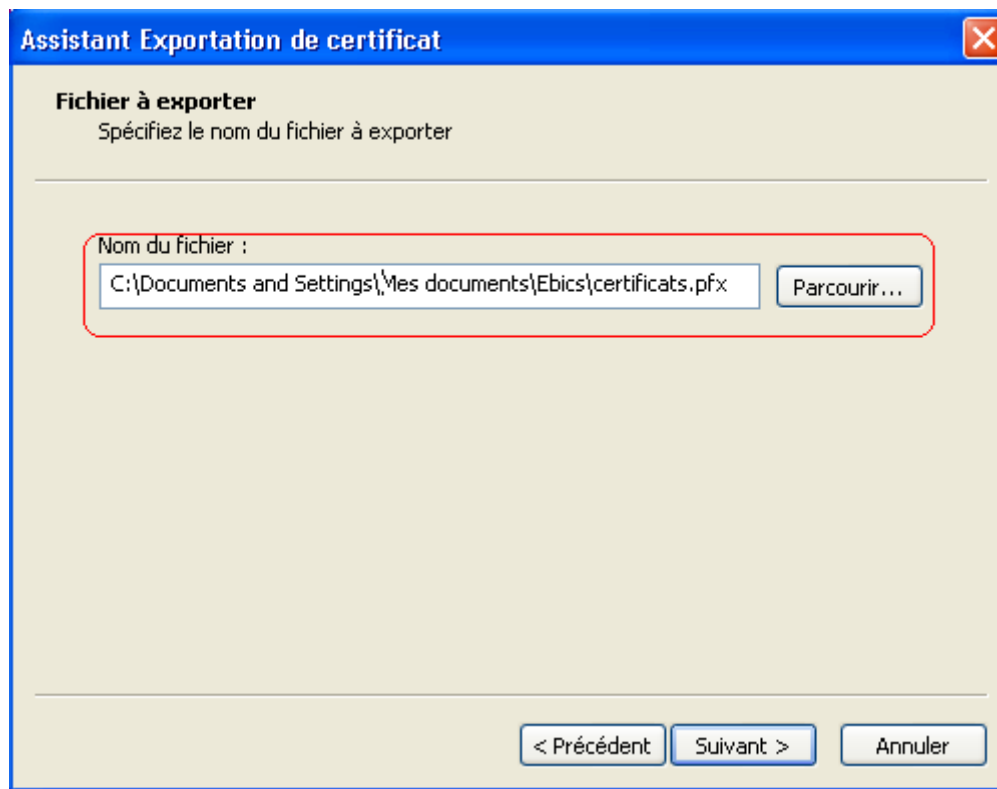 Assistant Exportation de certificat
Fichier à exporter
Spécifiez le nom du fichier à exporter
Nom du fichier :
C:\Documents and Settings\Mes documents\Ebics\certificats.pfx
Parcourir...
< Précédent
Suivant >
Annuler